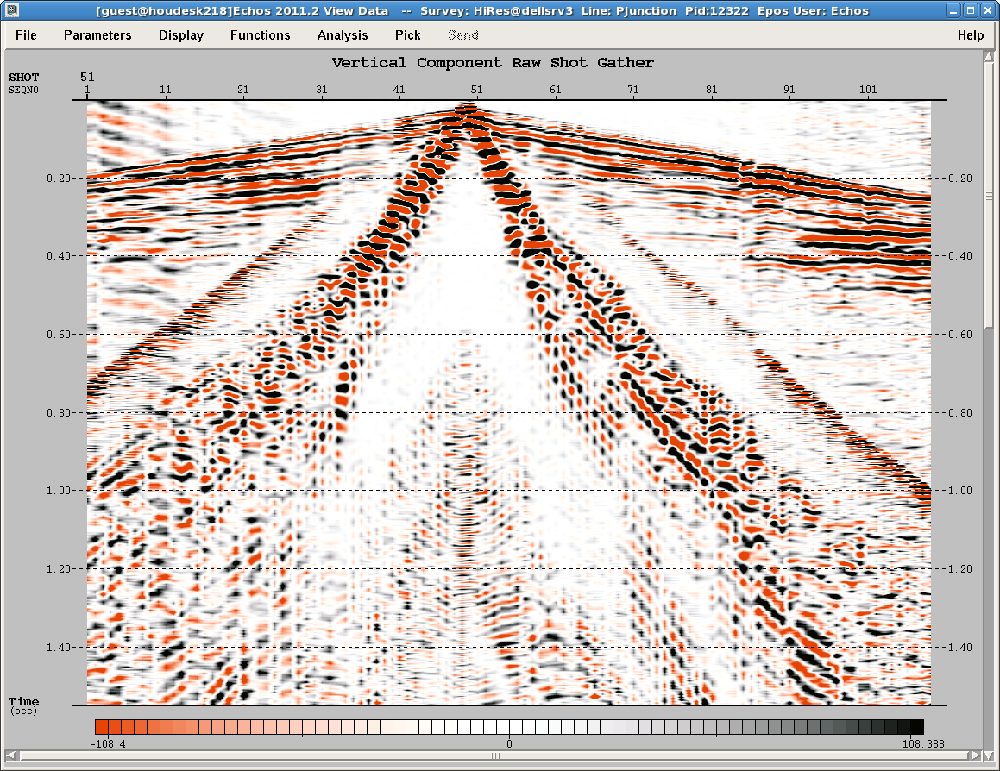 [guest@houdesk218]Echos 2011.2 View Data -- Survey: HiRes@dellsrv3 Line: PJunction Pid:12322 Epos User: Echos
File Parameters Display Functions Analysis Pick Send Help
Vertical Component Raw Shot Gather
SHOT 51
SEQNO 1 11 21 31 41 51 61 71 81 91 101
0.20 0.20
0.40 0.40
0.60 0.60
0.80 0.80
1.00 1.00
1.20 1.20
1.40 1.40
Time
(sec)
-108.4 0 108.388